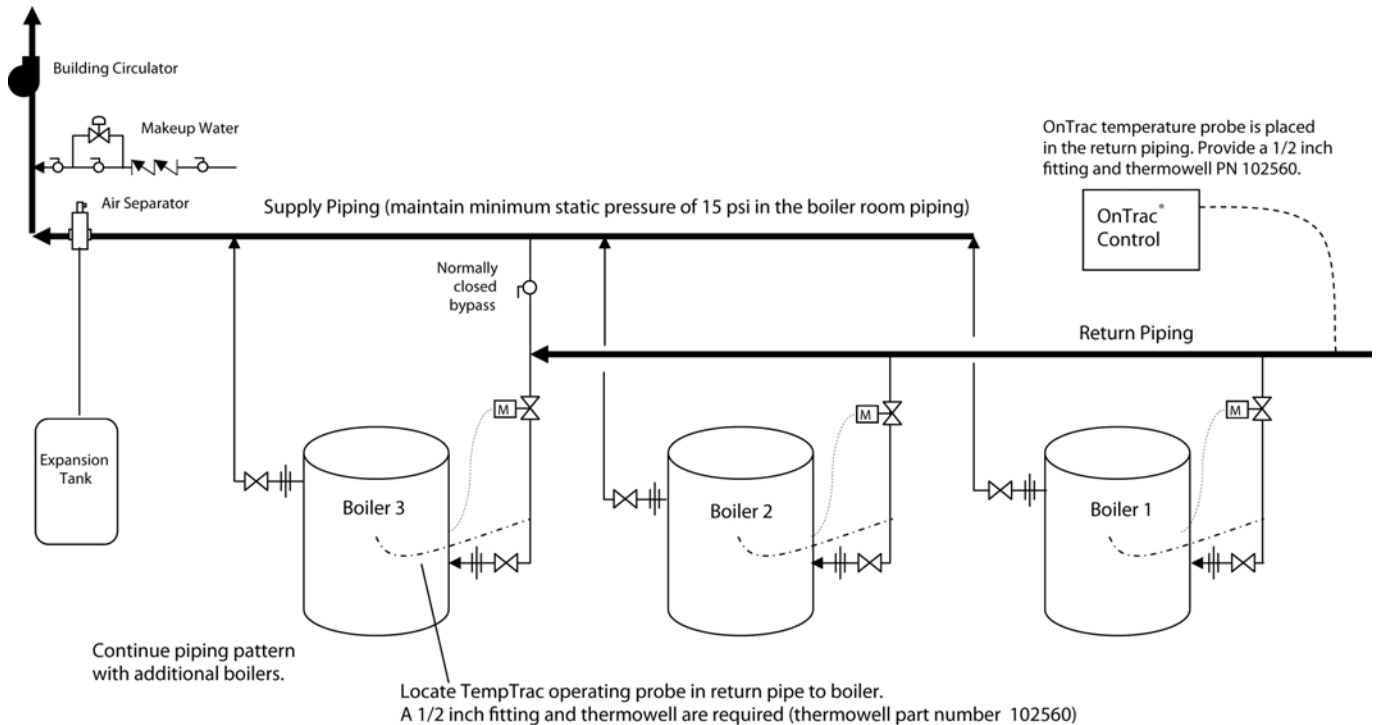 Building Circulator
Makeup Water
OnTrac temperature probe is placed
in the return piping. Provide a 1/2 inch
fitting and thermowell PN 102560.
Air Separator
Supply Piping (maintain minimum static pressure of 15 psi in the boiler room piping)
OnTrac®
Control
Normally
closed
bypass
Return Piping
M
M
M
Expansion
Tank
Boiler 3
Boiler 2
Boiler 1
Continue piping pattern
with additional boilers.
Locate TempTrac operating probe in return pipe to boiler.
A 1/2 inch fitting and thermowell are required (thermowell part number 102560)